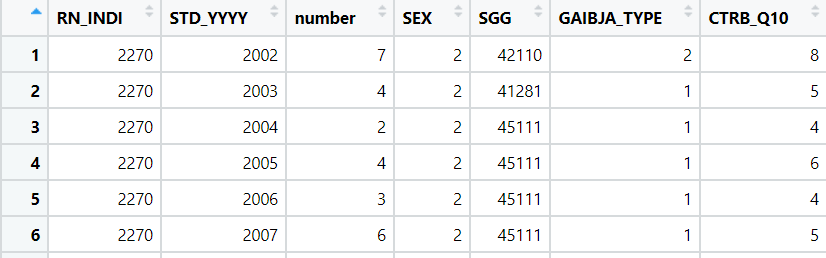 RN_INDI STD_YYYY number SEX SGG GAIBJA_TYPE CTRB_Q10
1 2270 2002 7 2 42110 2 8
2 2270 2003 4 2 41281 1 5
3 2270 2004 2 2 45111 1 4
4 2270 2005 4 2 45111 1 6
5 2270 2006 3 2 45111 1 4
6 2270 2007 6 2 45111 1 5